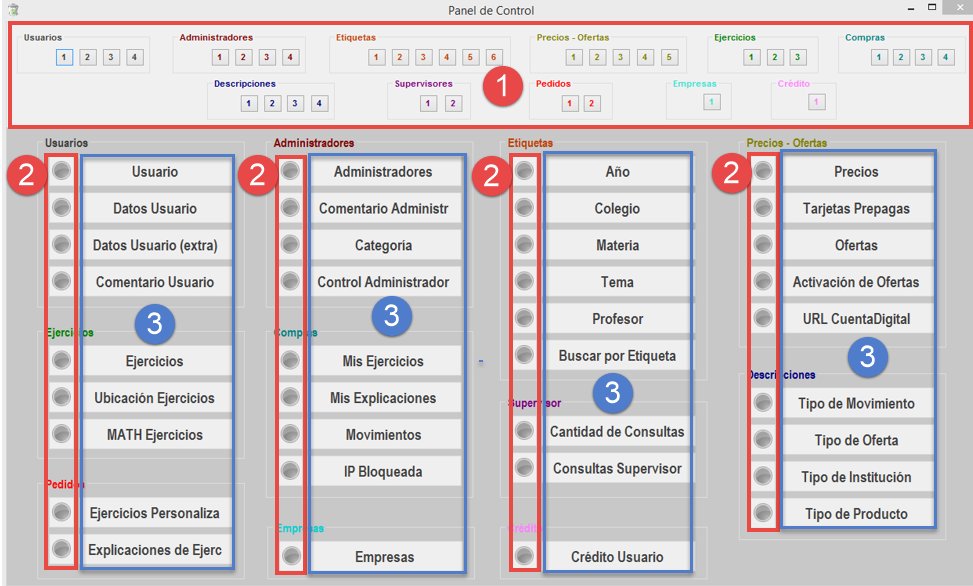 Panel de Control
Usuarios
1 2 3 4
Administradores
1 2 3 4
Etiquetas
1 2 3 4 5 6
Precios - Ofertas
1 2 3 4 5
Ejercicios
1 2 3
Compras
1 2 3 4
Descripciones
1 2 3 4
Supervisores
1 2
1
Pedidos
1 2
Empresas
1
Crédito
1
Usuarios
2
3
Usuario
Datos Usuario
Datos Usuario (extra)
Comentario Usuario
Ejercicios
Ejercicios
Ubicación Ejercicios
MATH Ejercicios
Pedidos
Ejercicios Personaliza
Explicaciones de Ejerc
Administradores
2
3
Administradores
Comentario Administr
Categoria
Control Administrador
Compras
Mis Ejercicios
Mis Explicaciones
Movimientos
IP Bloqueada
Empresas
Empresas
-
Etiquetas
2
3
Año
Colegio
Materia
Tema
Profesor
Buscar por Etiqueta
Supervisor
Cantidad de Consultas
Consultas Supervisor
Crédito
Crédito Usuario
Precios - Ofertas
2
3
Precios
Tarjetas Prepagas
Ofertas
Activación de Ofertas
URL CuentaDigital
Descripciones
Tipo de Movimiento
Tipo de Oferta
Tipo de Institución
Tipo de Producto